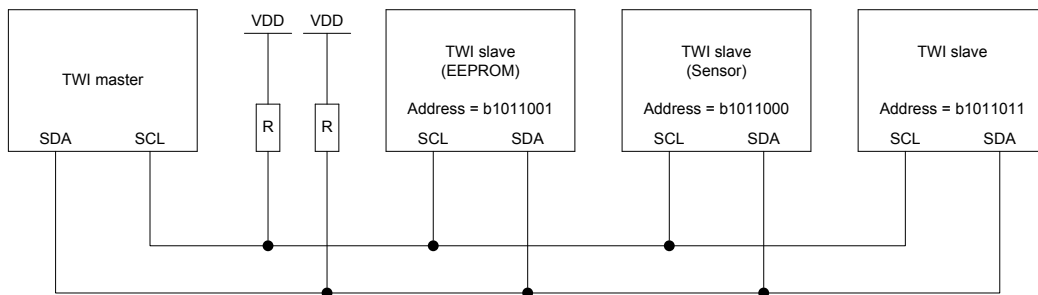 TWI master
SDA SCL
VDD VDD
R R
TWI slave
(EEPROM)
Address = b1011001
SCL SDA
TWI slave
(Sensor)
Address = b1011000
SCL SDA
TWI slave
Address = b1011011
SCL SDA